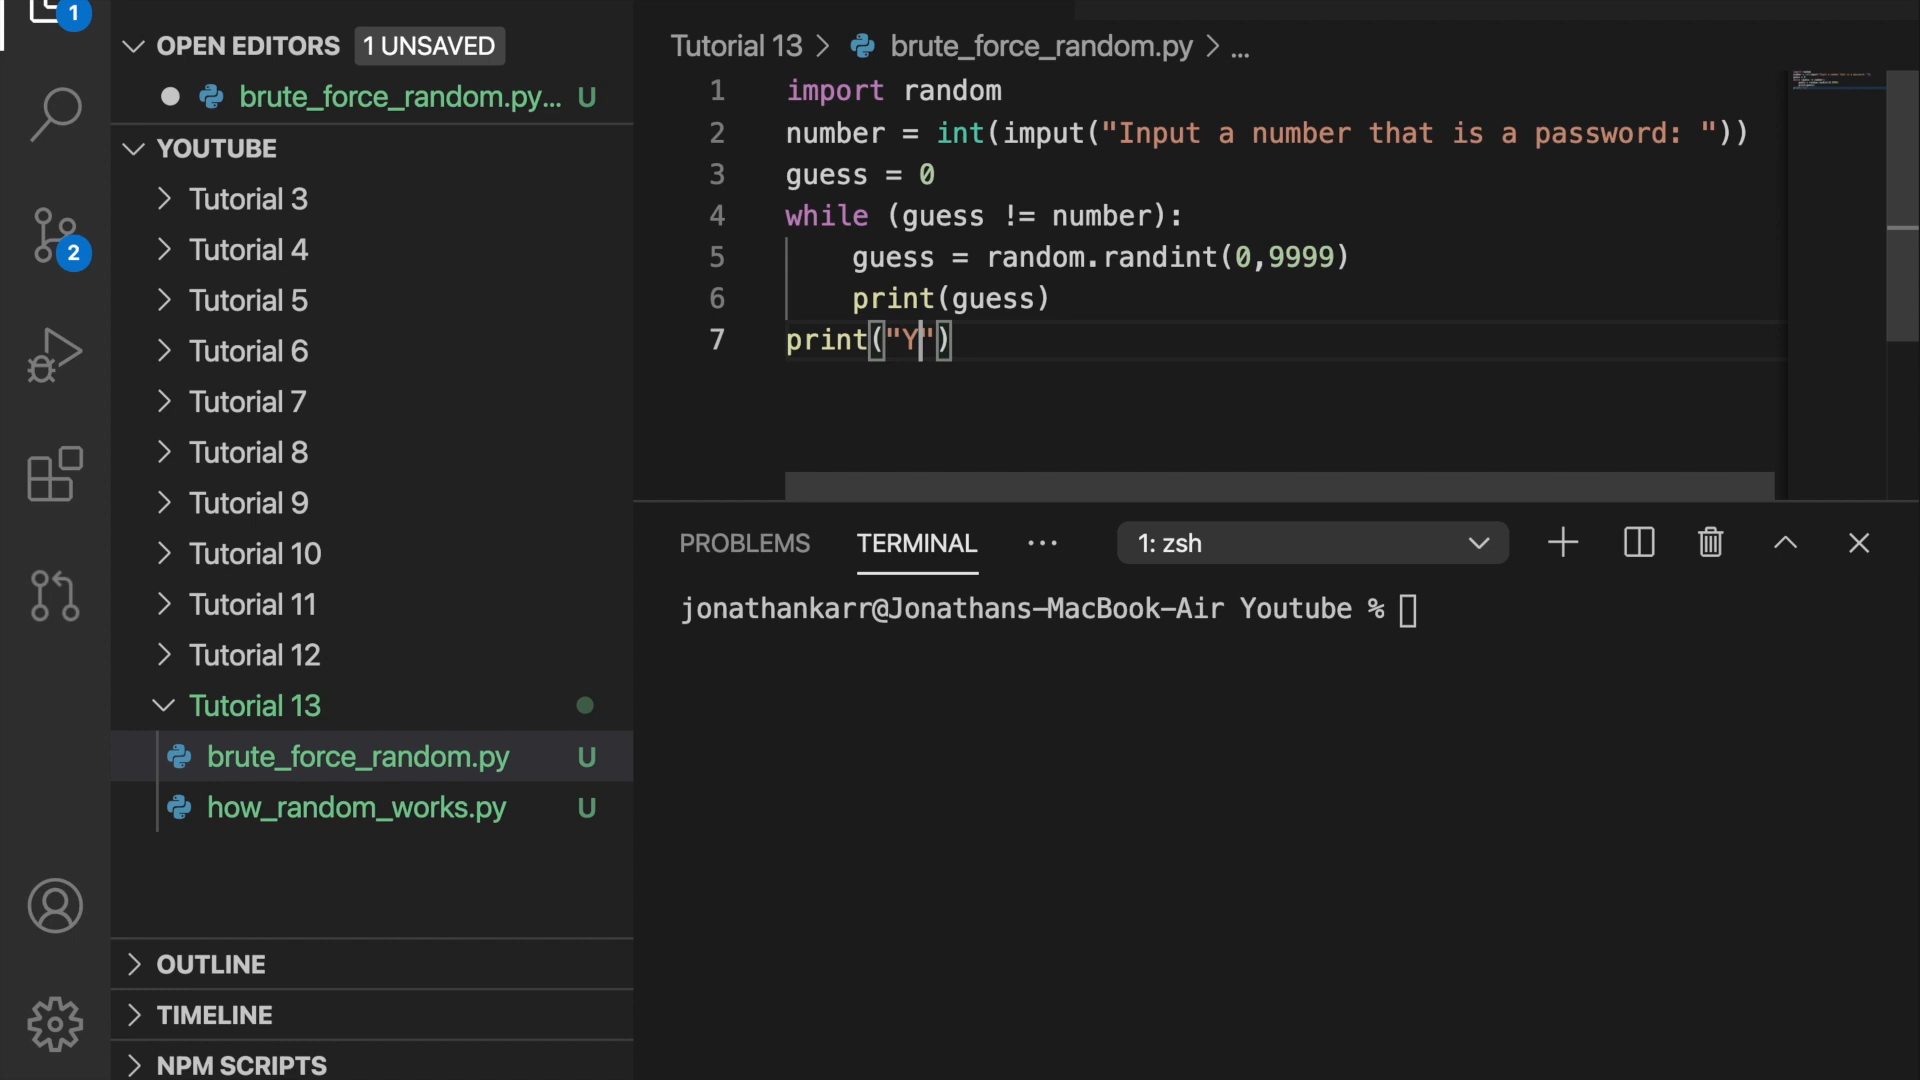 1
OPEN EDITORS 1 UNSAVED
brute_force_random.py... U
YOUTUBE
Tutorial 3
Tutorial 4
Tutorial 5
Tutorial 6
Tutorial 7
Tutorial 8
Tutorial 9
Tutorial 10
Tutorial 11
Tutorial 12
Tutorial 13
brute_force_random.py U
how_random_works.py U
OUTLINE
TIMELINE
NPM SCRIPTS
2
Tutorial 13 > brute_force_random.py > ...
1 import random
2 number = int(imput("Input a number that is a password: "))
3 guess = 0
4 while (guess != number):
5     guess = random.randint(0,9999)
6     print(guess)
7 print("Y")
PROBLEMS TERMINAL ... 1: zsh
jonathankarr@Jonathans-MacBook-Air Youtube %